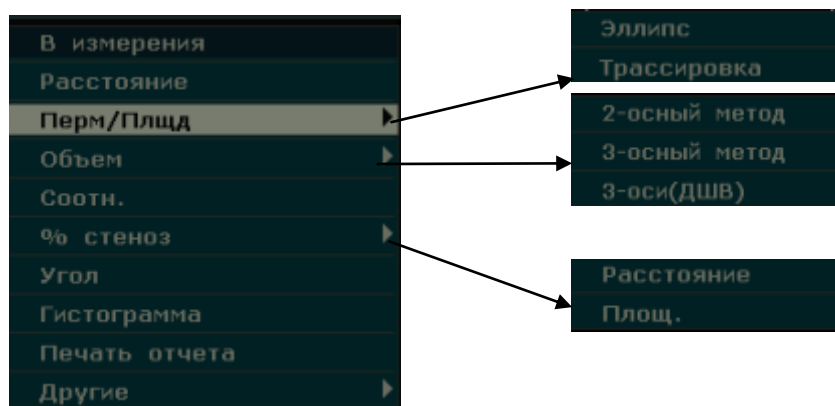 В измерения
Расстояние
Перм/Плщд
Объем
Соотн.
% стеноз
Угол
Гистограмма
Печать отчета
Другие
Эллипс
Трассировка
2-осный метод
3-осный метод
3-оси(ДШВ)
Расстояние
Площ.